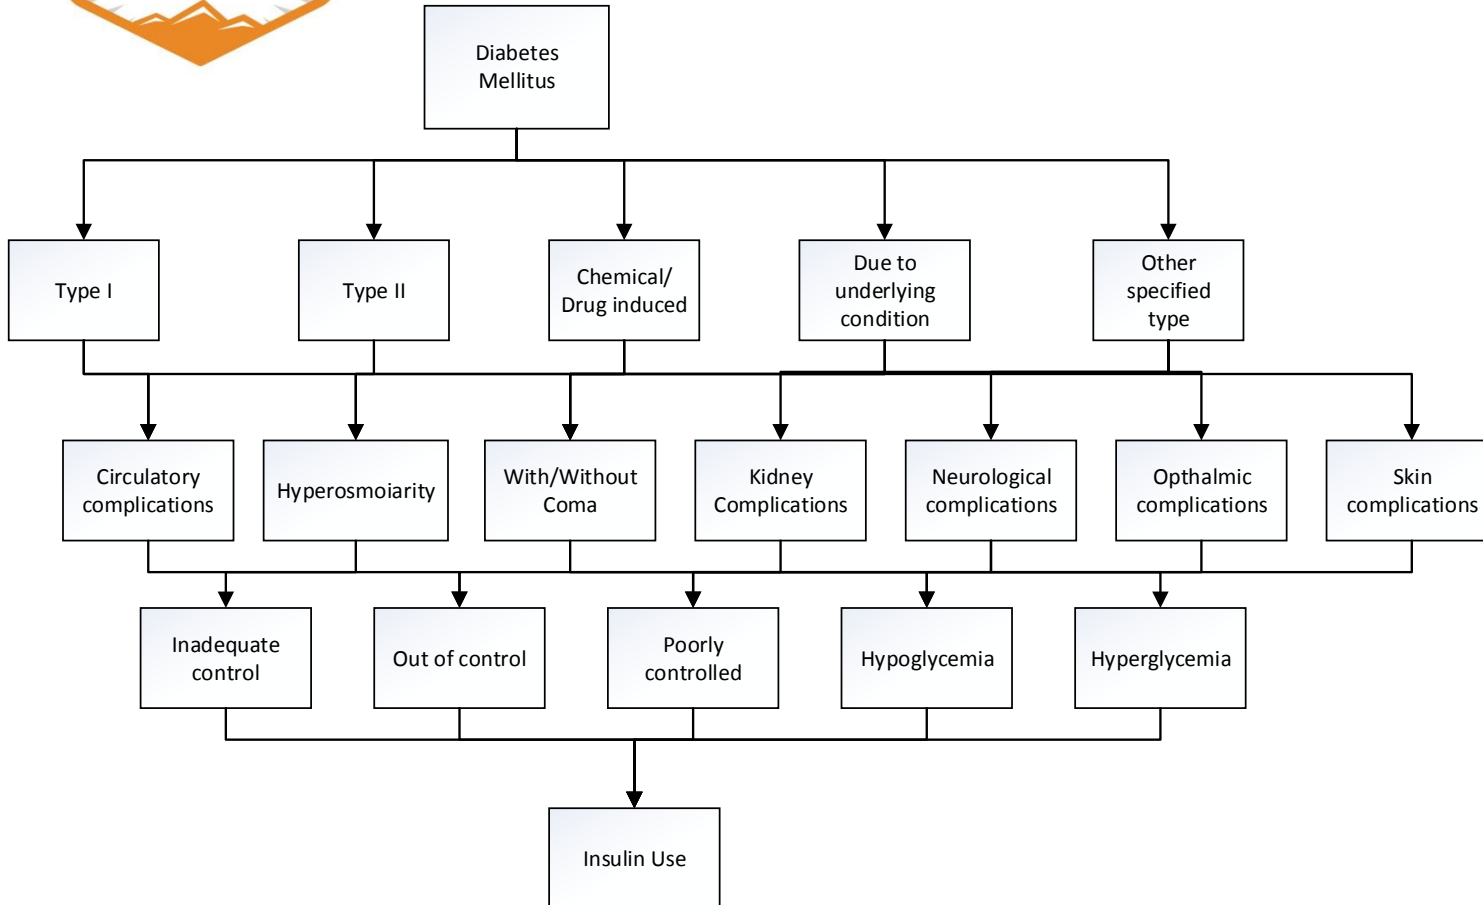 Diabetes
Mellitus
Type I
Type II
Chemical/
Drug induced
Due to
underlying
condition
Other
specified
type
Circulatory
complications
Hyperosmoiarity
With/Without
Coma
Kidney
Complications
Neurological
complications
Opthalmic
complications
Skin
complications
Inadequate
control
Out of control
Poorly
controlled
Hypoglycemia
Hyperglycemia
Insulin Use